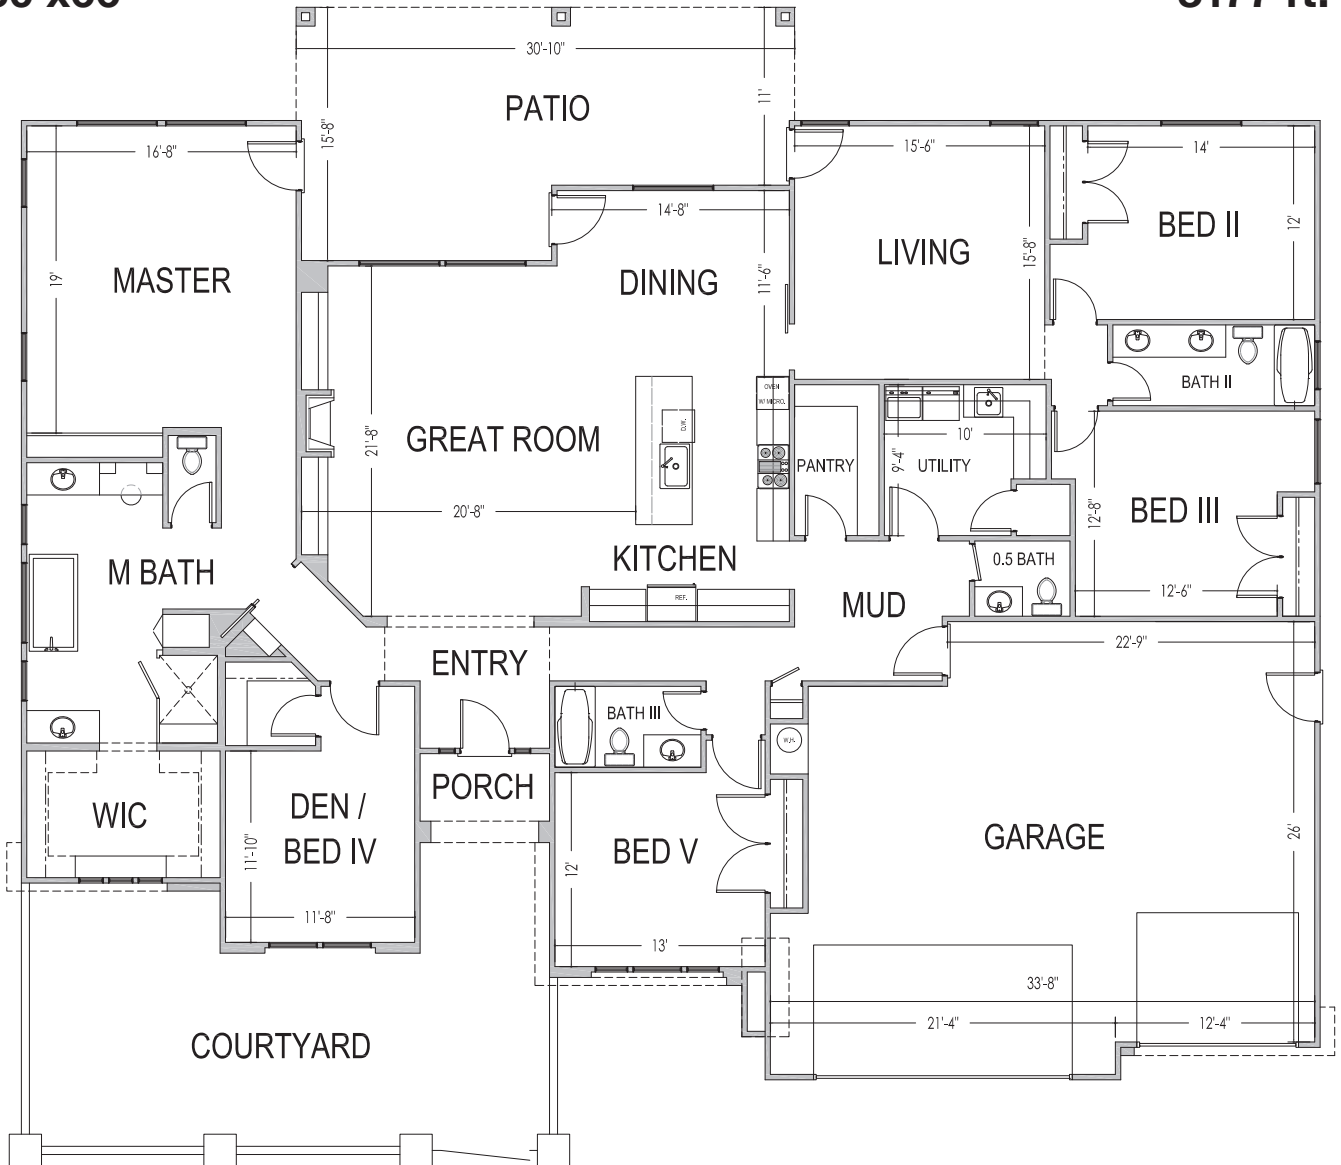 30'-10"
PATIO
11'
15'-8"
16'-8"
15'-6"
14'
14'-8"
12'
BED II
LIVING
15'-8"
MASTER
19'
DINING
11'-6"
BATH II
OVEN
W/ MICRO.
D.W.
GREAT ROOM
21'-8"
10'
9'-4"
PANTRY
UTILITY
20'-8"
12'-8"
BED III
KITCHEN
0.5 BATH
M BATH
12'-6"
REF.
MUD
22'-9"
ENTRY
BATH III
W.H.
PORCH
WIC
DEN /
BED IV
11'-10"
BED V
12'
GARAGE
26'
11'-8"
13'
33'-8"
21'-4"
12'-4"
COURTYARD